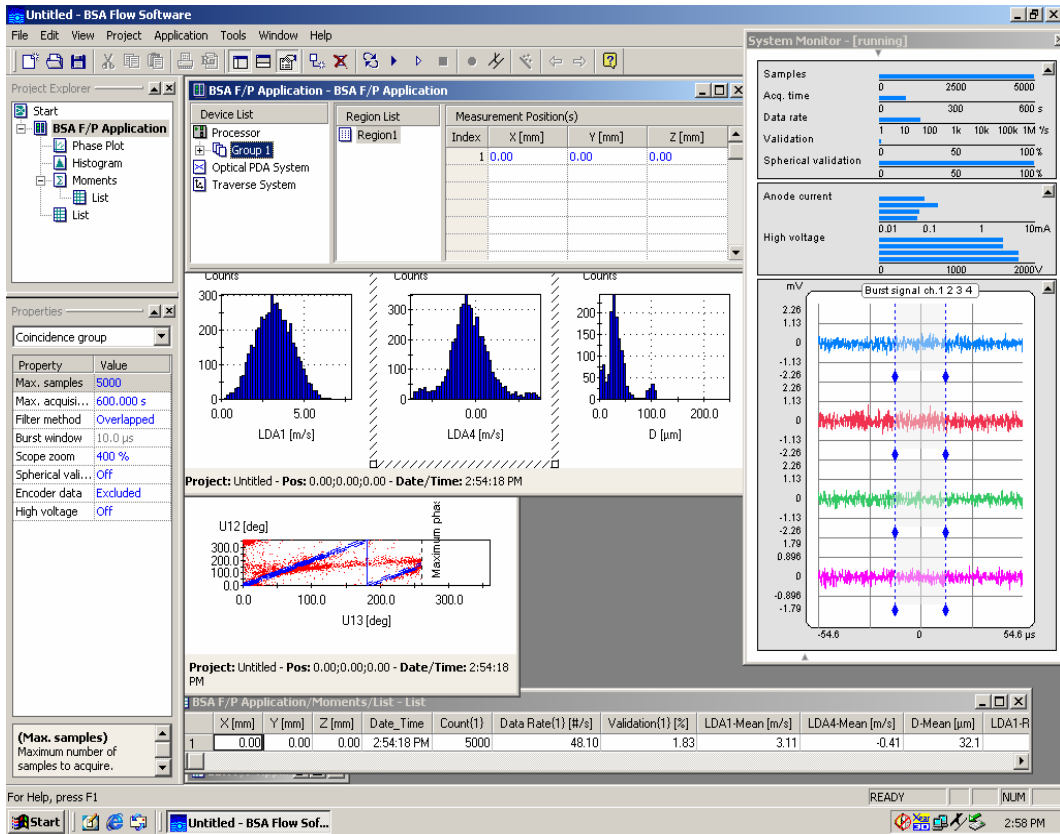 Untitled - BSA Flow Software
File Edit View Project Application Tools Window Help
Project Explorer
Start
BSA F/P Application
Phase Plot
Histogram
Moments
List
List
Properties
Coincidence group
Property Value
Max. samples 5000
Max. acquisi... 600.000 s
Filter method Overlapped
Burst window 10.0 µs
Scope zoom 400 %
Spherical vali... Off
Encoder data Excluded
High voltage Off
(Max. samples)
Maximum number of
samples to acquire.
BSA F/P Application - BSA F/P Application
Device List
Processor
Group 1
Optical PDA System
Traverse System
Region List
Region1
Measurement Position(s)
Index X [mm] Y [mm] Z [mm]
1 0.00 0.00 0.00
Counts Counts Counts
300
200
100
0
0.00 5.00
LDA1 [m/s]
300
200
100
0
0.00
LDA4 [m/s]
200
150
100
50
0
0.0 100.0 200.0
D [µm]
Project: Untitled - Pos: 0.00;0.00;0.00 - Date/Time: 2:54:18 PM
U12 [deg]
300.0
200.0
100.0
0.0
0.0 100.0 200.0 300.0
Maximum phas
U13 [deg]
Project: Untitled - Pos: 0.00;0.00;0.00 - Date/Time: 2:54:18
PM
BSA F/P Application/Moments/List - List
X [mm] Y [mm] Z [mm] Date_Time Count{1} Data Rate{1} [#/s] Validation{1} [%] LDA1-Mean [m/s] LDA4-Mean [m/s] D-Mean [µm] LDA1-R
1 0.00 0.00 0.00 2:54:18 PM 5000 48.10 1.83 3.11 -0.41 32.1
System Monitor - [running]
Samples
0 2500 5000
Acq. time
0 300 600 s
Data rate
1 10 100 1k 10k 100k 1M 1/s
Validation
0 50 100 %
Spherical validation
0 50 100 %
Anode current
0.01 0.1 1 10mA
High voltage
0 1000 2000V
mV
Burst signal ch.1 2 3 4
2.26
1.13
0
-1.13
-2.26
2.26
1.13
0
-1.13
-2.26
2.26
1.13
0
-1.13
-2.26
1.79
0.896
0
-0.896
-1.79
-54.6 0 54.6 µs
For Help, press F1
READY NUM
Start
Untitled - BSA Flow Sof...
2:58 PM